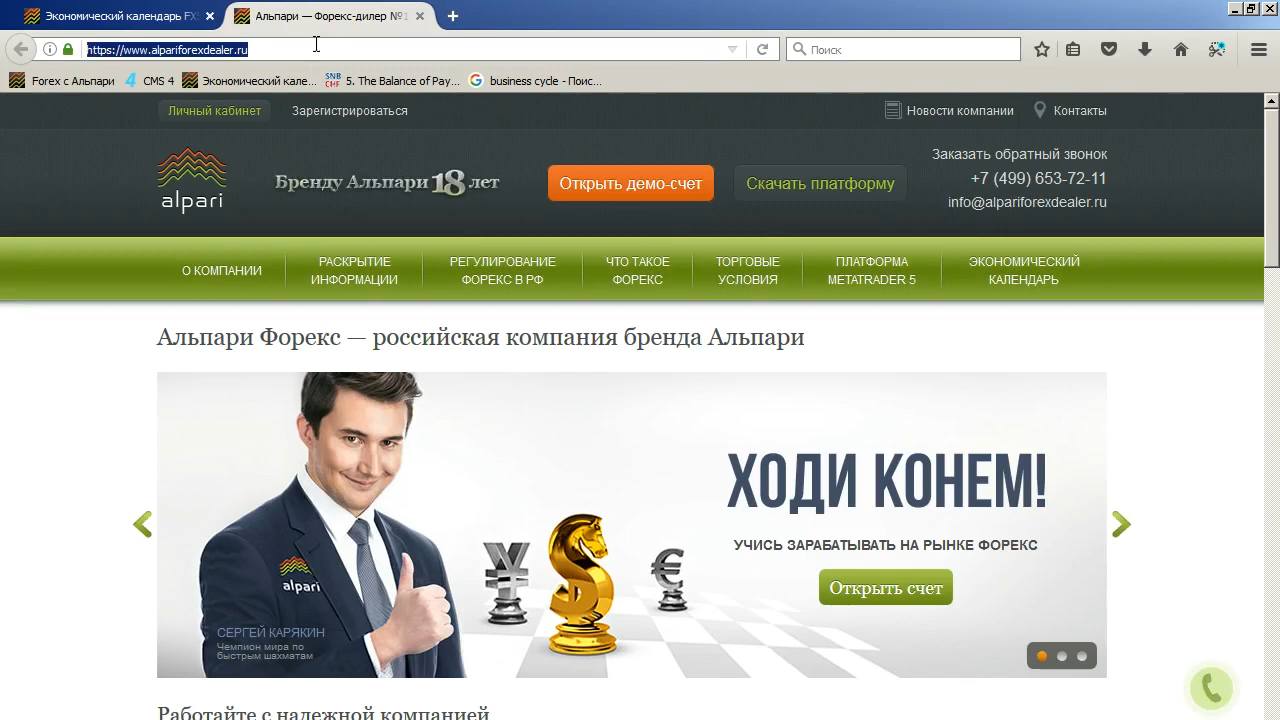 Экономический календарь FX
Альпари — Форекс-дилер №1
https://www.alpariforexdealer.ru
Поиск
Forex с Альпари
CMS 4
Экономический кале...
SNB
5. The Balance of Pay...
business cycle - Поис...
Личный кабинет
Зарегистрироваться
Новости компании
Контакты
alpari
Бренду Альпари 18 лет
Открыть демо-счет
Скачать платформу
Заказать обратный звонок
+7 (499) 653-72-11
info@alpariforexdealer.ru
О КОМПАНИИ
РАСКРЫТИЕ
ИНФОРМАЦИИ
РЕГУЛИРОВАНИЕ
ФОРЕКС В РФ
ЧТО ТАКОЕ
ФОРЕКС
ТОРГОВЫЕ
УСЛОВИЯ
ПЛАТФОРМА
METATRADER 5
ЭКОНОМИЧЕСКИЙ
КАЛЕНДАРЬ
Альпари Форекс — российская компания бренда Альпари
ХОДИ КОНЕМ!
УЧИСЬ ЗАРАБАТЫВАТЬ НА РЫНКЕ ФОРЕКС
Открыть счет
alpari
СЕРГЕЙ КАРЯКИН
Чемпион мира по
быстрым шахматам
Работайте с надежной компанией